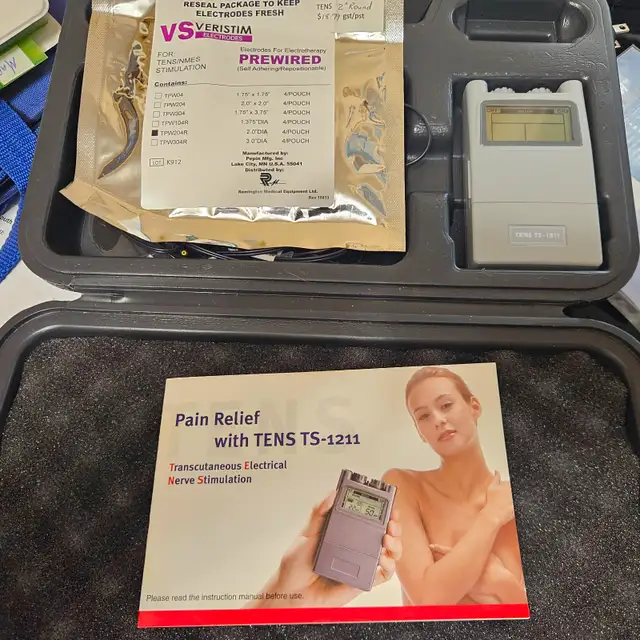 RESEAL PACKAGE TO KEEP
ELECTRODES FRESH
TENS 2" Round
gst/pst
VS VERISTIM
ELECTRODES
FOR:
TENS/NMES
STIMULATION
Electrodes For Electrotherapy
PREWIRED
(Self Adhering/Repositionable)
Contains:
TPW04 1.75" x 1.75" 4/POUCH
TPW204 2.0" x 2.0" 4/POUCH
TPW304 1.75" x 3.75" 4/POUCH
TPW104R 1.375"DIA 4/POUCH
TPW204R 2.0"DIA 4/POUCH
TPW304R 3.0"DIA 4/POUCH
Manufactured by:
Pepin Mfg. Inc
Lake City, MN U.S.A. 55041
Distributed by:
LOT K912
Remington Medical Equipment Ltd.
TENS TS-1211
TENS
Pain Relief
with TENS TS-1211
Transcutaneous Electrical
Nerve Stimulation
Please read the instruction manual before use.